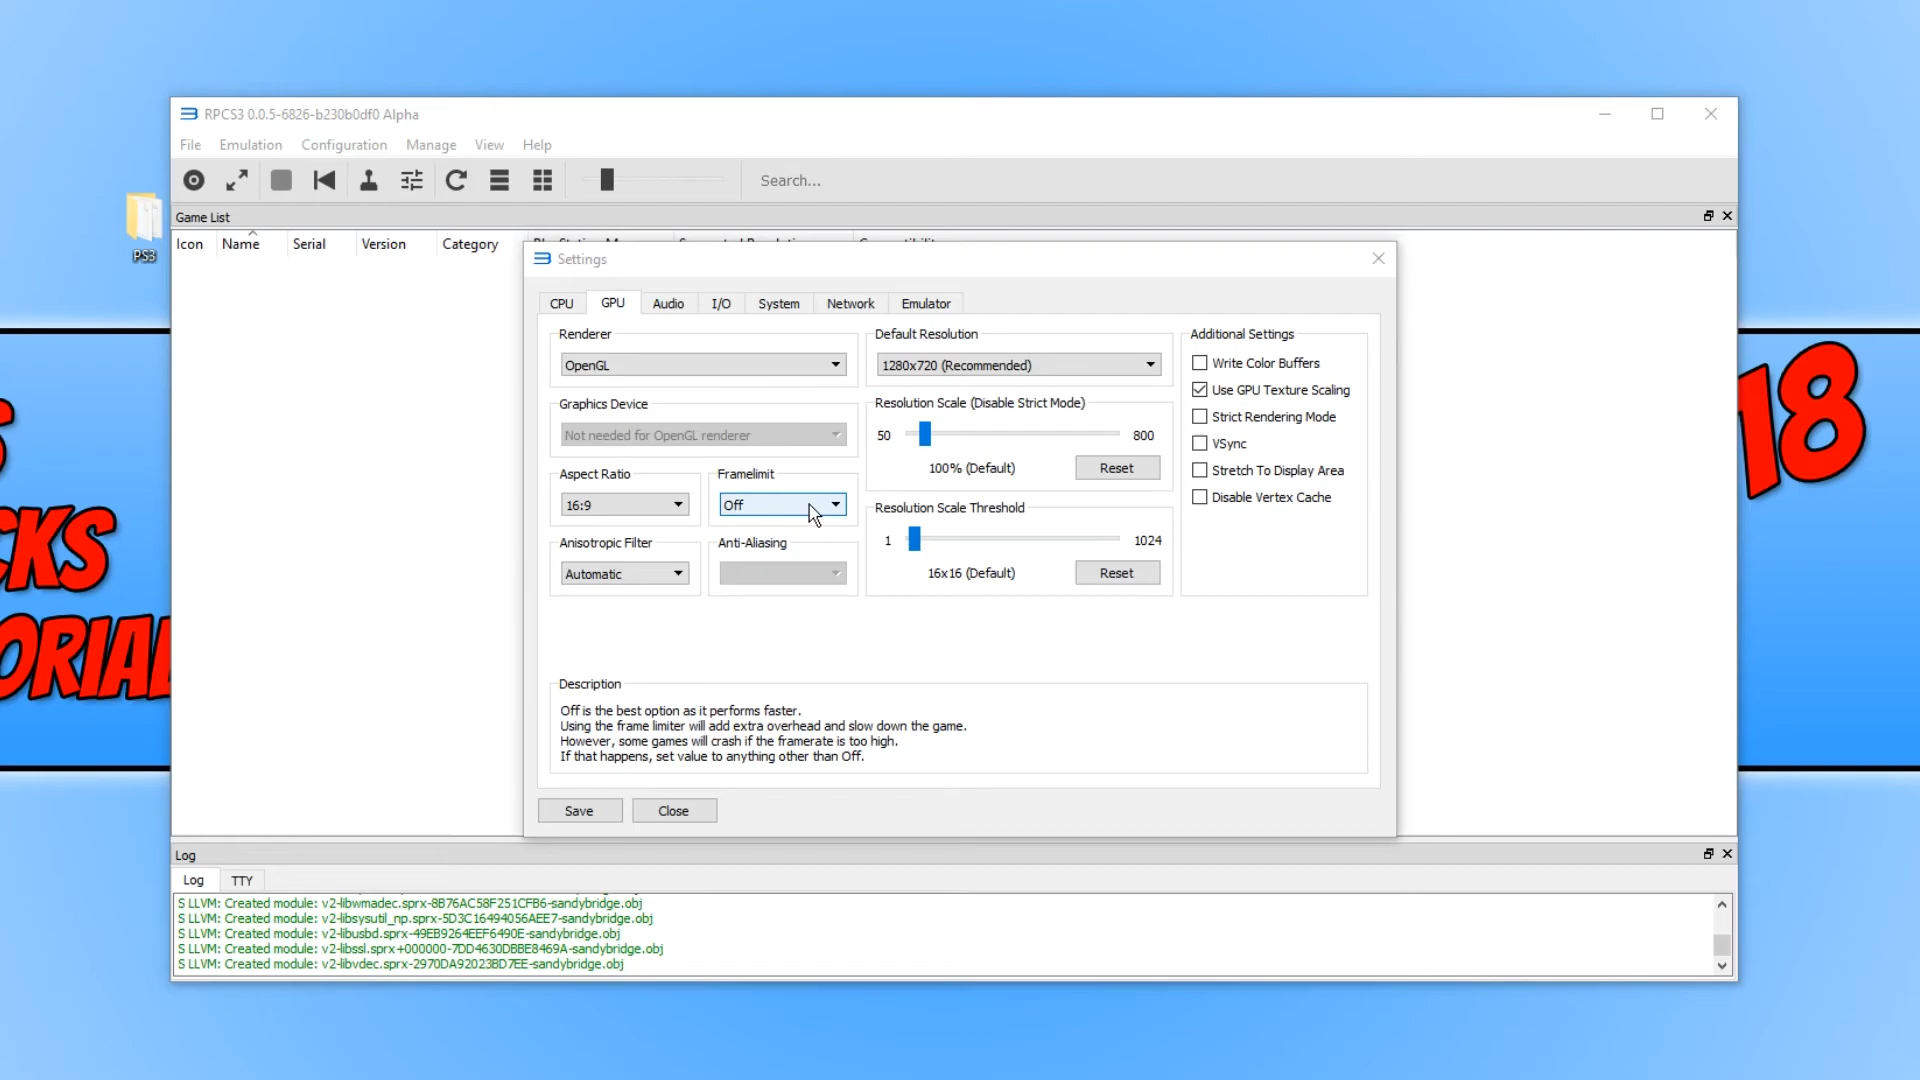 RPCS3 0.0.5-6826-b230b0df0 Alpha
File Emulation Configuration Manage View Help
Search...
PS3
Game List
Icon Name Serial Version Category
Settings
CPU GPU Audio I/O System Network Emulator
Renderer
OpenGL
Graphics Device
Not needed for OpenGL renderer
Aspect Ratio
16:9
Framelimit
Off
Anisotropic Filter
Automatic
Anti-Aliasing
Default Resolution
1280x720 (Recommended)
Resolution Scale (Disable Strict Mode)
50 800
100% (Default) Reset
Resolution Scale Threshold
1 1024
16x16 (Default) Reset
Additional Settings
Write Color Buffers
Use GPU Texture Scaling
Strict Rendering Mode
VSync
Stretch To Display Area
Disable Vertex Cache
Description
Off is the best option as it performs faster.
Using the frame limiter will add extra overhead and slow down the game.
However, some games will crash if the framerate is too high.
If that happens, set value to anything other than Off.
Save Close
18
Log
Log TTY
S LLVM: Created module: v2-libwmadec.sprx-8B76AC58F251CFB6-sandybridge.obj
S LLVM: Created module: v2-libsysutil_np.sprx-5D3C16494056AEE7-sandybridge.obj
S LLVM: Created module: v2-libusbd.sprx-49EB9264EEF6490E-sandybridge.obj
S LLVM: Created module: v2-libssl.sprx+000000-7DD4630DBBE8469A-sandybridge.obj
S LLVM: Created module: v2-libvdec.sprx-2970DA92023BD7EE-sandybridge.obj